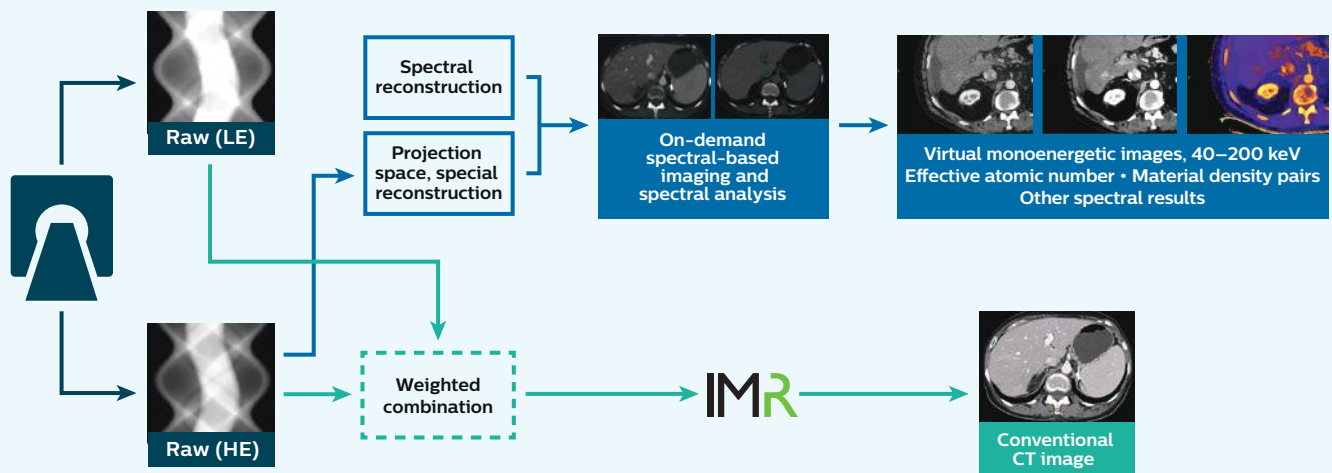 Raw (LE)
Spectral
reconstruction
Projection
space, special
reconstruction
On-demand
spectral-based
imaging and
spectral analysis
Virtual monoenergetic images, 40–200 keV
Effective atomic number • Material density pairs
Other spectral results
Raw (HE)
Weighted
combination
IMR
Conventional
CT image